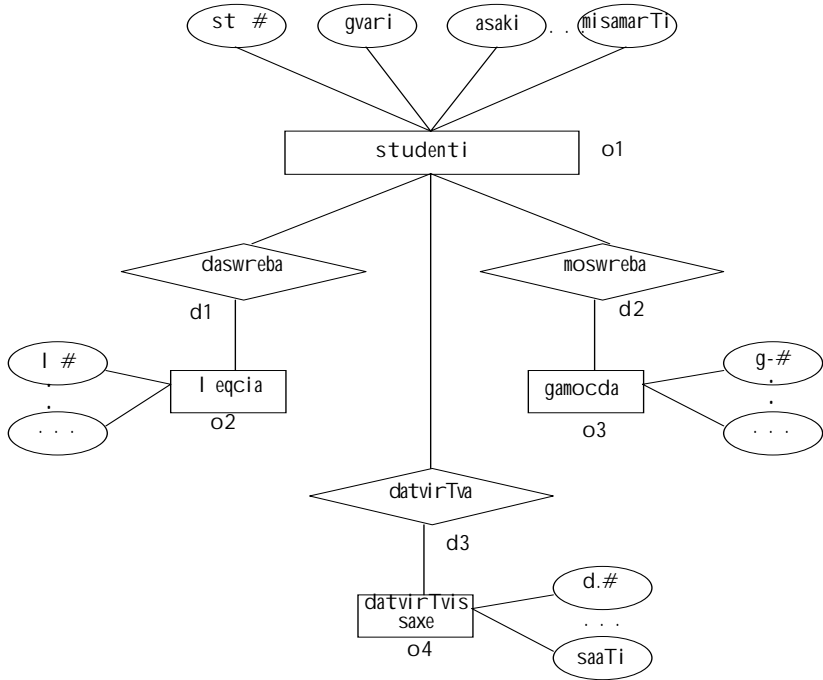 st #
gvari
asaki
. . .
misamarTi
studenti
o1
daswreba
d1
moswreba
d2
l #
.
.
. . .
leqcia
o2
gamocda
o3
g-#
.
.
. . .
datvirTva
d3
datvirTvis
saxe
o4
d.#
. . .
saaTi